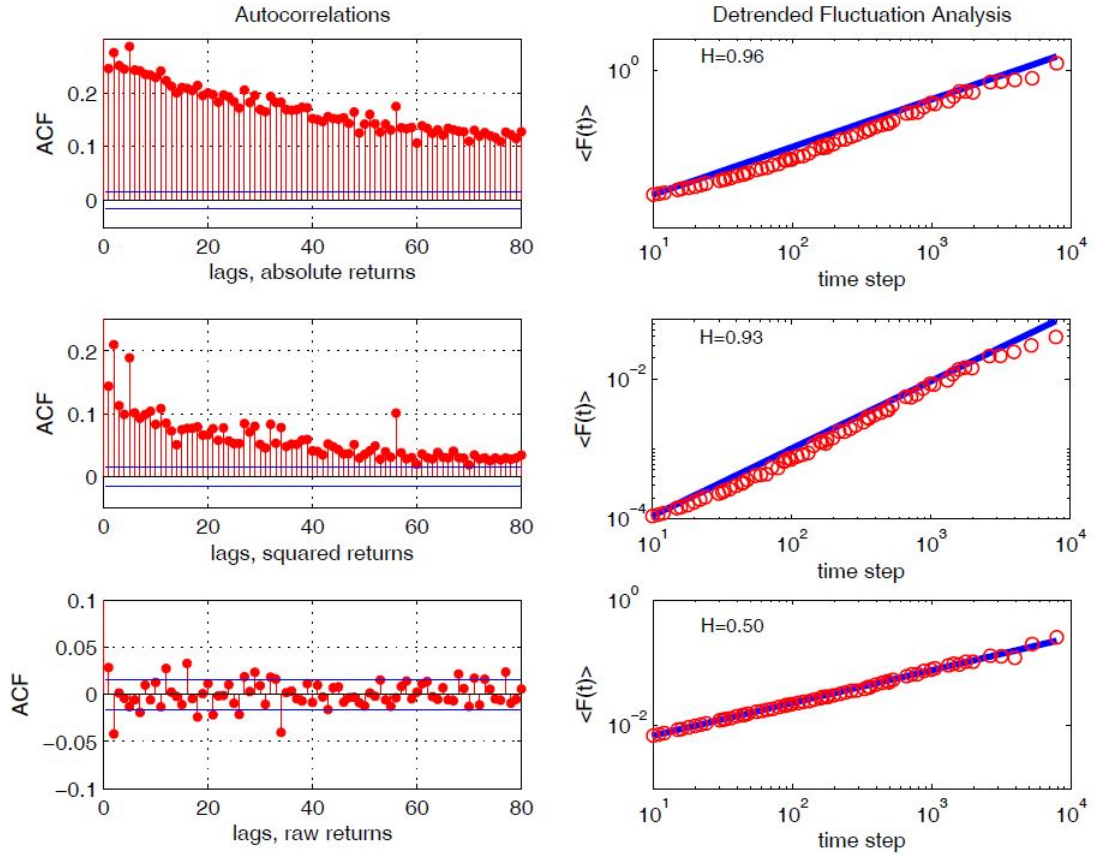 Autocorrelations
0.2
0.1
0
ACF
0 20 40 60 80
lags, absolute returns
Detrended Fluctuation Analysis
H=0.96
10^0
<F(t)>
10^1 10^2 10^3 10^4
time step
0.2
0.1
0
ACF
0 20 40 60 80
lags, squared returns
H=0.93
10^−2
10^−4
<F(t)>
10^1 10^2 10^3 10^4
time step
0.1
0.05
0
−0.05
−0.1
ACF
0 20 40 60 80
lags, raw returns
10^0
H=0.50
10^−2
<F(t)>
10^1 10^2 10^3 10^4
time step